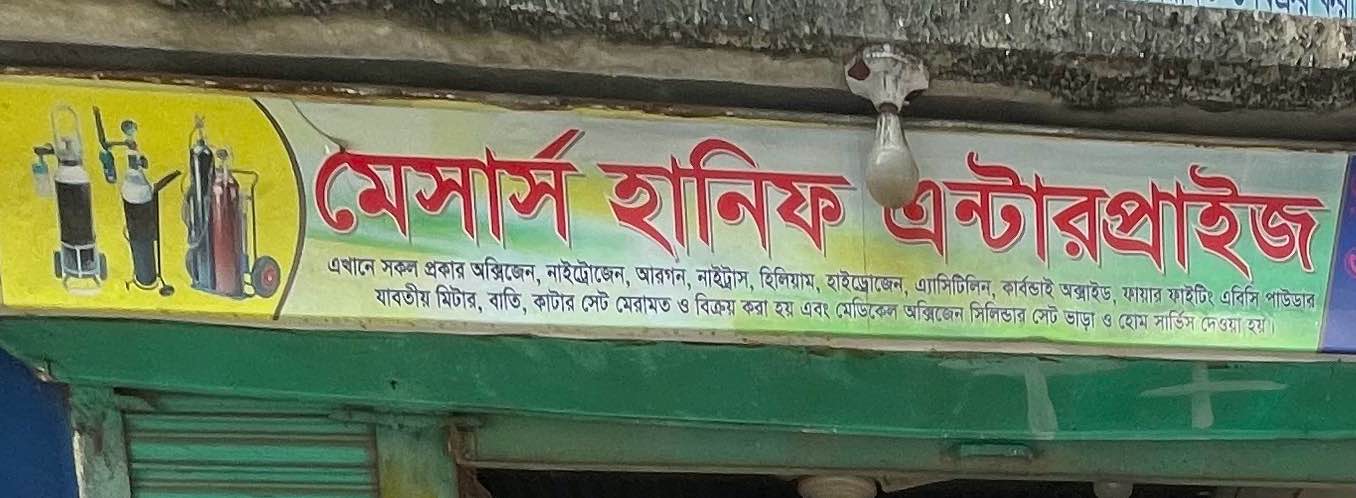 মেসার্স হানিফ এন্টারপ্রাইজ
এখানে সকল প্রকার অক্সিজেন, নাইট্রোজেন, আরগন, নাইট্রাস, হিলিয়াম, হাইড্রোজেন, এ্যাসিটিলিন, কার্বনডাই অক্সাইড, ফায়ার ফাইটিং এবিসি পাউডার
যাবতীয় মিটার, বাতি, কাটার সেট মেরামত ও বিক্রয় করা হয় এবং মেডিকেল অক্সিজেন সিলিন্ডার সেট ভাড়া ও হোম সার্ভিস দেওয়া হয়।